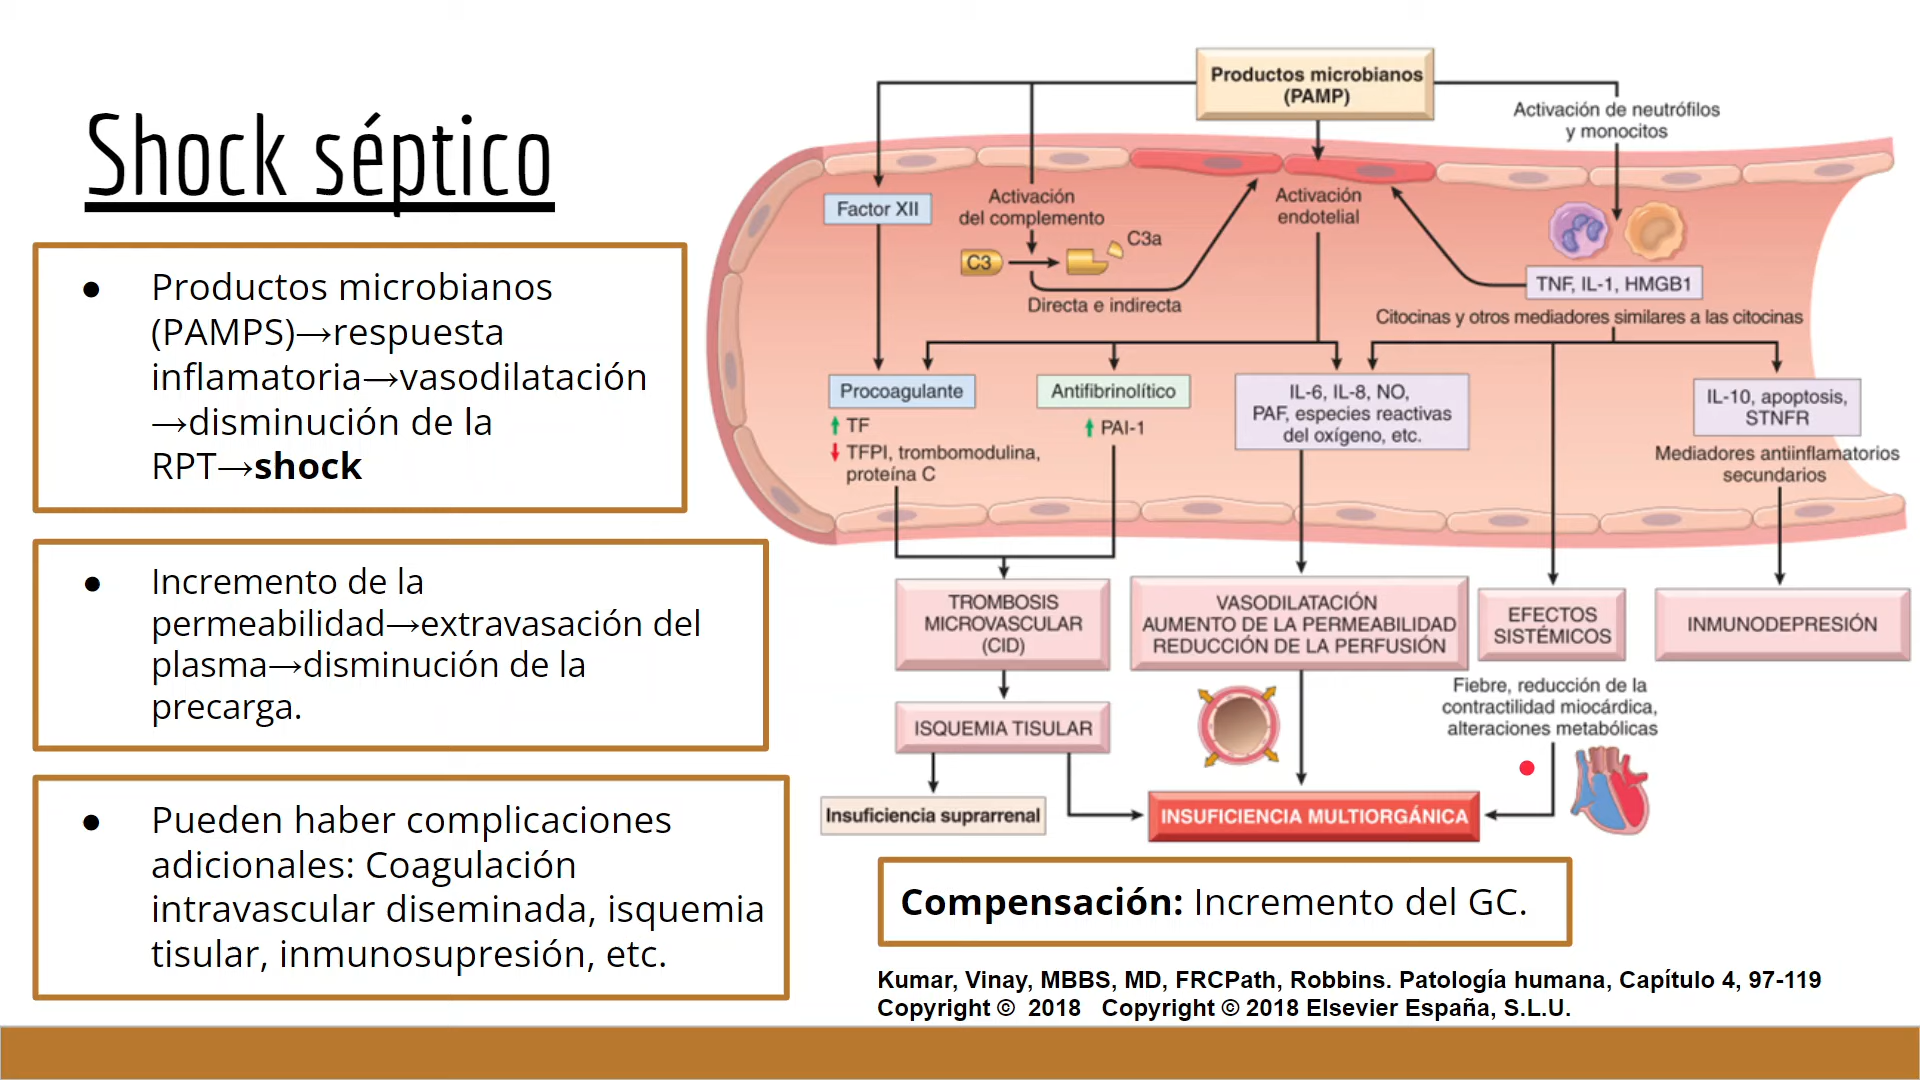 Shock séptico
● Productos microbianos
(PAMPS)→respuesta
inflamatoria→vasodilatación
→disminución de la
RPT→shock
● Incremento de la
permeabilidad→extravasación del
plasma→disminución de la
precarga.
● Pueden haber complicaciones
adicionales: Coagulación
intravascular diseminada, isquemia
tisular, inmunosupresión, etc.
Productos microbianos
(PAMP)
Activación de neutrófilos
y monocitos
Factor XII
Activación
del complemento
C3
C3a
Directa e indirecta
Activación
endotelial
TNF, IL-1, HMGB1
Citocinas y otros mediadores similares a las citocinas
Procoagulante
↑ TF
↓ TFPI, trombomodulina,
proteína C
Antifibrinolítico
↑ PAI-1
IL-6, IL-8, NO,
PAF, especies reactivas
del oxígeno, etc.
IL-10, apoptosis,
STNFR
Mediadores antiinflamatorios
secundarios
TROMBOSIS
MICROVASCULAR
(CID)
VASODILATACIÓN
AUMENTO DE LA PERMEABILIDAD
REDUCCIÓN DE LA PERFUSIÓN
EFECTOS
SISTÉMICOS
INMUNODEPRESIÓN
Fiebre, reducción de la
contractilidad miocárdica,
alteraciones metabólicas
ISQUEMIA TISULAR
Insuficiencia suprarrenal
INSUFICIENCIA MULTIORGÁNICA
Compensación: Incremento del GC.
Kumar, Vinay, MBBS, MD, FRCPath, Robbins. Patología humana, Capítulo 4, 97-119
Copyright © 2018 Copyright © 2018 Elsevier España, S.L.U.